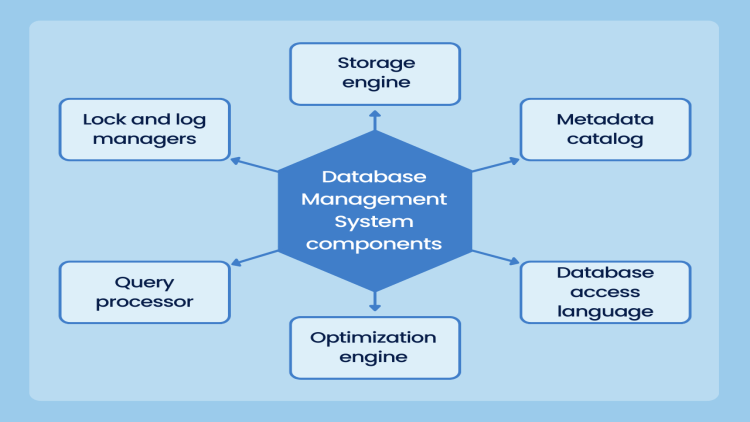 Storage
engine
Lock and log
managers
Metadata
catalog
Database
Management
System
components
Query
processor
Database
access
language
Optimization
engine